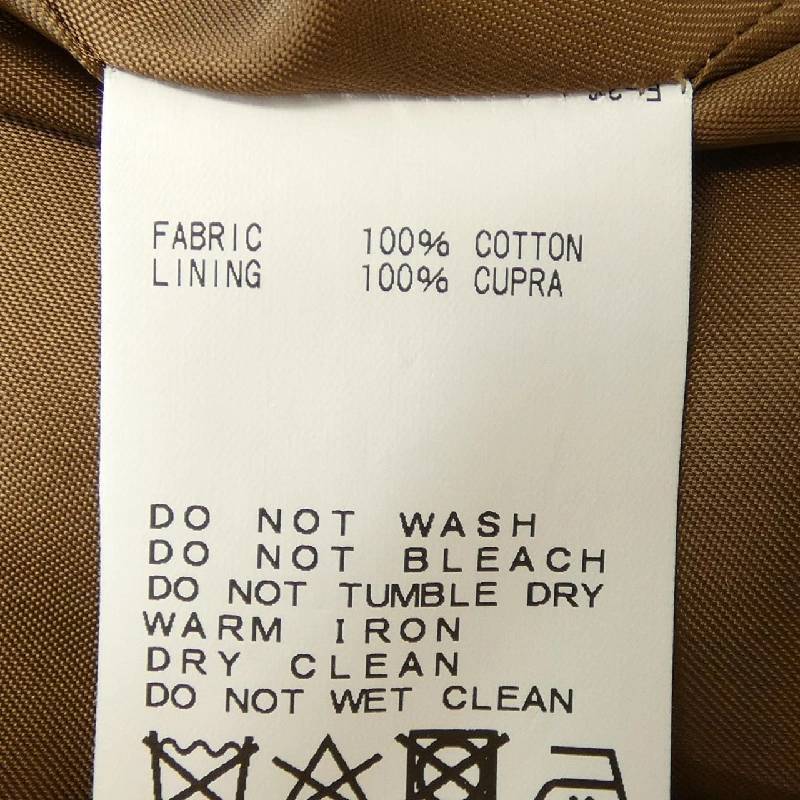 FABRIC 100% COTTON
LINING 100% CUPRA
DO NOT WASH
DO NOT BLEACH
DO NOT TUMBLE DRY
WARM IRON
DRY CLEAN
DO NOT WET CLEAN